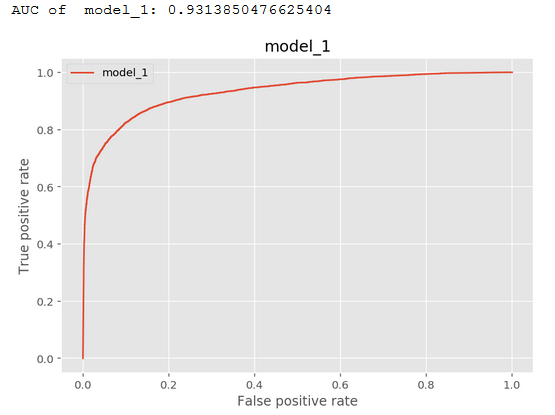 AUC of  model_1: 0.9313850476625404
model_1
model_1
1.0
0.8
0.6
0.4
0.2
0.0
True positive rate
0.0 0.2 0.4 0.6 0.8 1.0
False positive rate